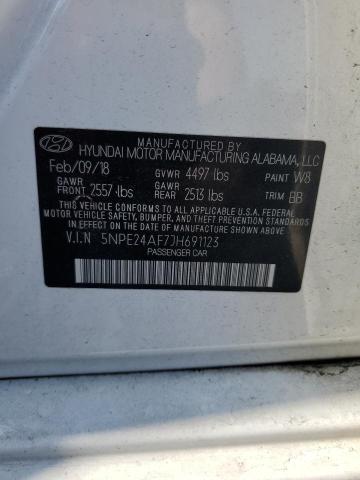 MANUFACTURED BY
HYUNDAI MOTOR MANUFACTURING ALABAMA, LLC
Feb/09/18 GVWR 4497 lbs PAINT W8
GAWR FRONT 2557 lbs GAWR REAR 2513 lbs TRIM BB
THIS VEHICLE CONFORMS TO ALL APPLICABLE U.S. FEDERAL
MOTOR VEHICLE SAFETY, BUMPER, AND THEFT PREVENTION
STANDARDS IN EFFECT ON THE DATE OF MANUFACTURE SHOWN ABOVE.
V.I.N 5NPE24AF7JH691123
PASSENGER CAR